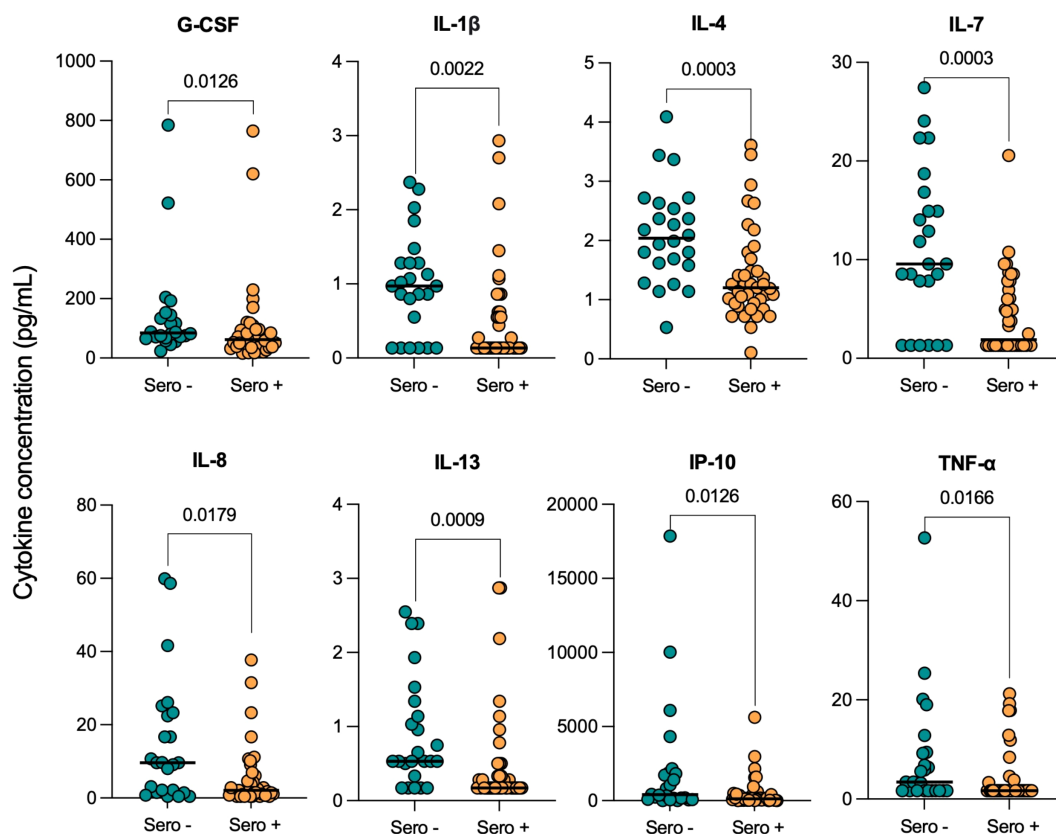 G-CSF
1000
800
600
400
200
0
0.0126
Sero -
Sero +
IL-1β
4
3
2
1
0
0.0022
Sero -
Sero +
IL-4
5
4
3
2
1
0
0.0003
Sero -
Sero +
IL-7
30
20
10
0
0.0003
Sero -
Sero +
Cytokine concentration (pg/mL)
IL-8
80
60
40
20
0
0.0179
Sero -
Sero +
IL-13
4
3
2
1
0
0.0009
Sero -
Sero +
IP-10
20000
15000
10000
5000
0
0.0126
Sero -
Sero +
TNF-α
60
40
20
0
0.0166
Sero -
Sero +